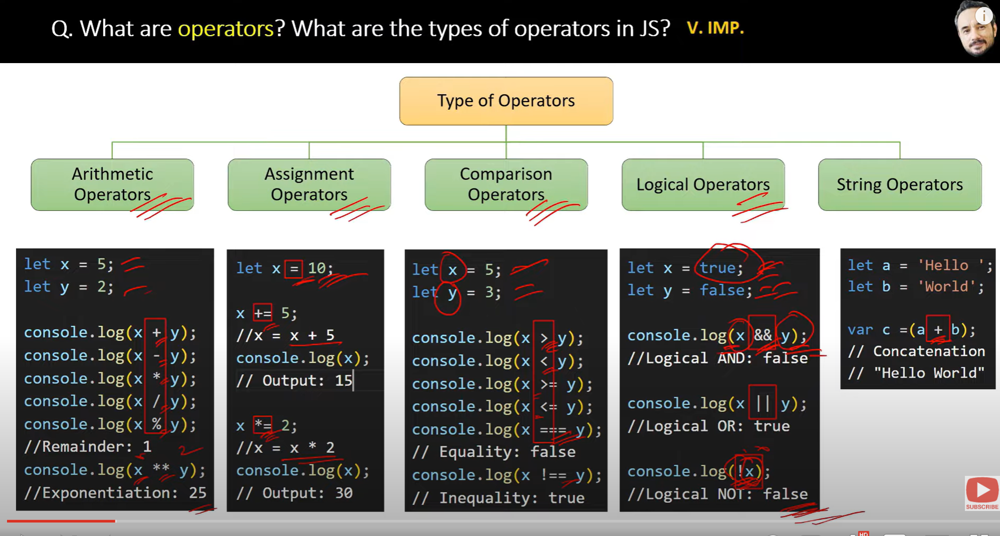 Q. What are operators? What are the types of operators in JS? V. IMP.
i
Type of Operators
Arithmetic
Operators
Assignment
Operators
Comparison
Operators
Logical Operators
String Operators
let x = 5;
let y = 2;
console.log(x + y);
console.log(x - y);
console.log(x * y);
console.log(x / y);
console.log(x % y);
//Remainder: 1
2
console.log(x ** y);
//Exponentiation: 25
let x = 10;
x += 5;
//x = x + 5
console.log(x);
// Output: 15
x *= 2;
//x = x * 2
console.log(x);
// Output: 30
let x = 5;
let y = 3;
console.log(x > y);
console.log(x < y);
console.log(x >= y);
console.log(x <= y);
console.log(x === y);
// Equality: false
console.log(x !== y);
// Inequality: true
let x = true;
let y = false;
console.log(x && y);
//Logical AND: false
console.log(x || y);
//Logical OR: true
console.log(!x);
//Logical NOT: false
let a = 'Hello ';
let b = 'World';
var c =(a + b);
// Concatenation
// "Hello World"
SUBSCRIBE
HD